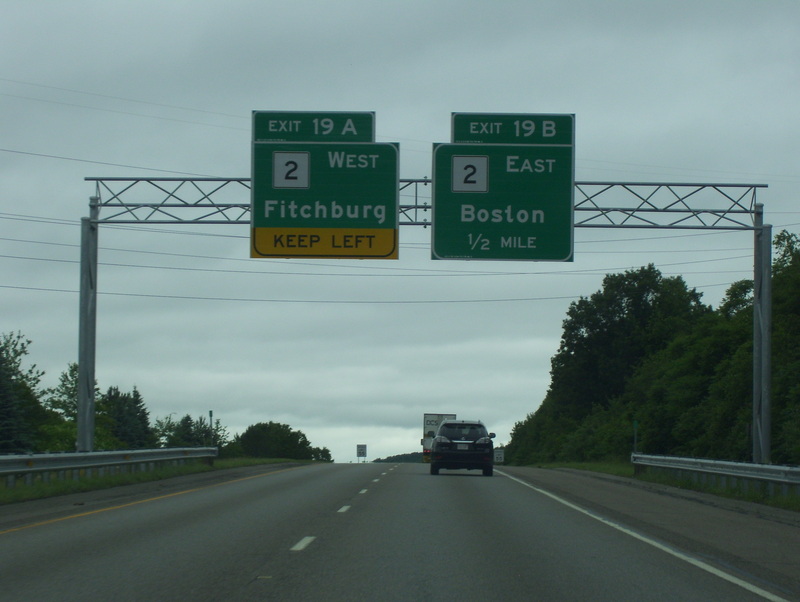 EXIT 19 A
2 WEST
Fitchburg
KEEP LEFT
EXIT 19 B
2 EAST
Boston
1/2 MILE